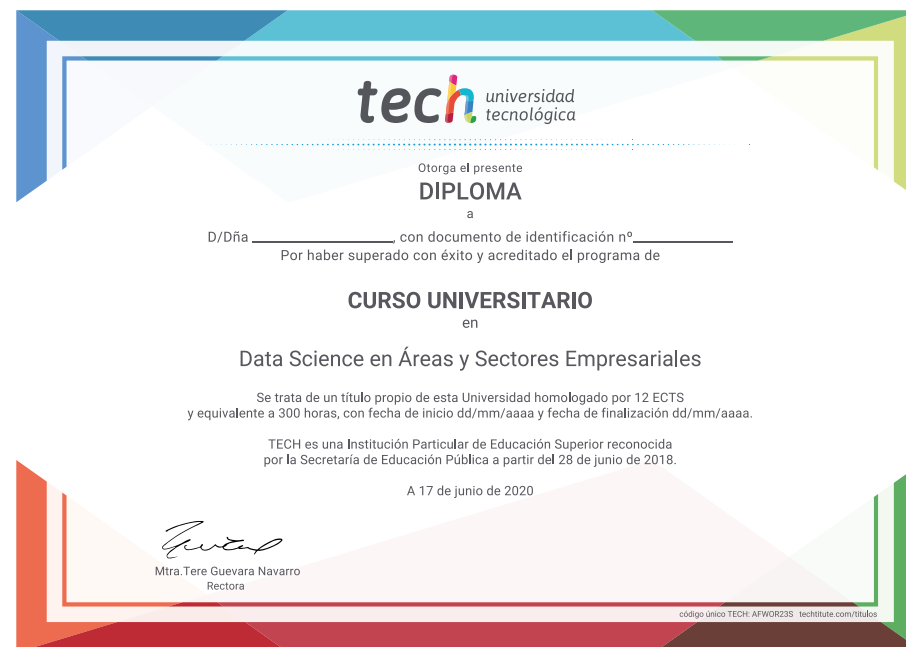 tech universidad
tecnológica
Otorga el presente
DIPLOMA
a
D/Dña ____________________, con documento de identificación nº______________
Por haber superado con éxito y acreditado el programa de
CURSO UNIVERSITARIO
en
Data Science en Áreas y Sectores Empresariales
Se trata de un título propio de esta Universidad homologado por 12 ECTS
y equivalente a 300 horas, con fecha de inicio dd/mm/aaaa y fecha de finalización dd/mm/aaaa.
TECH es una Institución Particular de Educación Superior reconocida
por la Secretaría de Educación Pública a partir del 28 de junio de 2018.
A 17 de junio de 2020
Mtra.Tere Guevara Navarro
Rectora
código único TECH: AFWOR23S techtitute.com/titulos